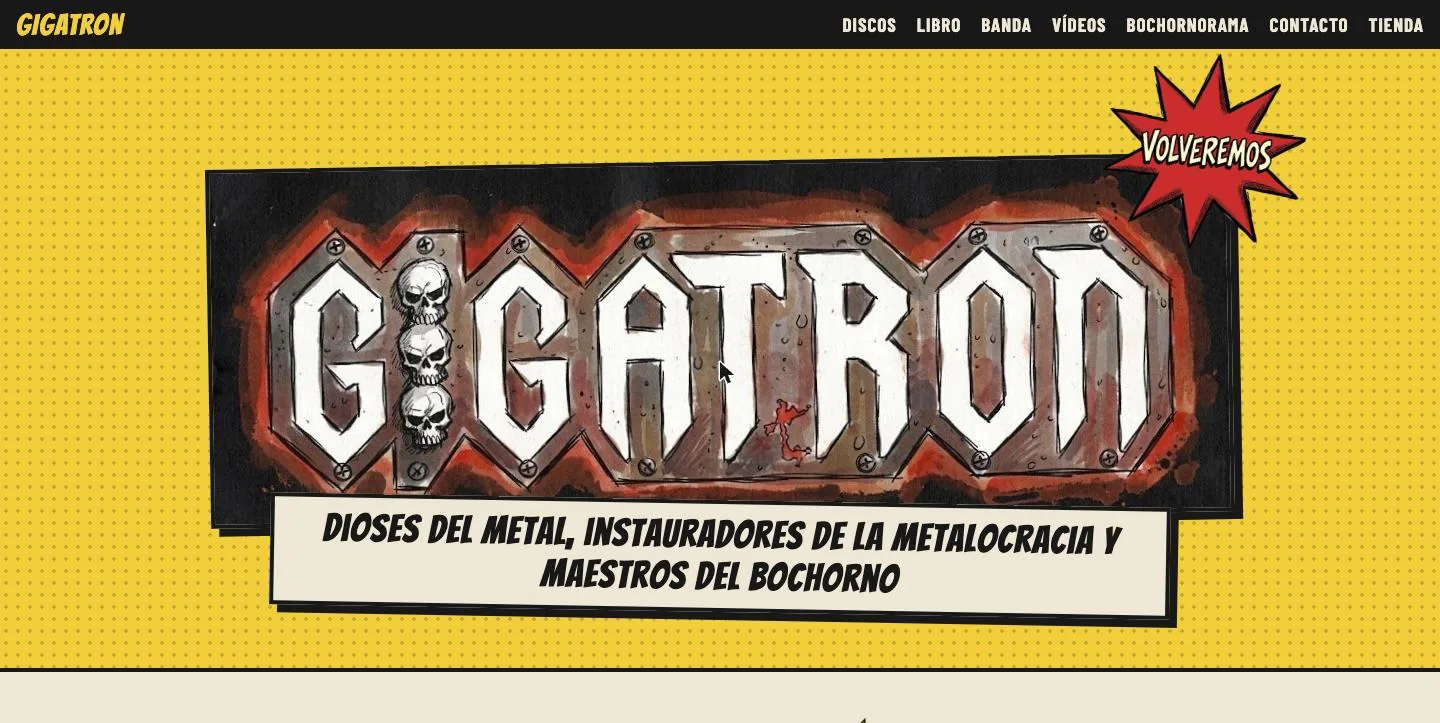 GIGATRON
DISCOS LIBRO BANDA VÍDEOS BOCHORNORAMA CONTACTO TIENDA
VOLVEREMOS
GIGATRON
DIOSES DEL METAL, INSTAURADORES DE LA METALOCRACIA Y
MAESTROS DEL BOCHORNO